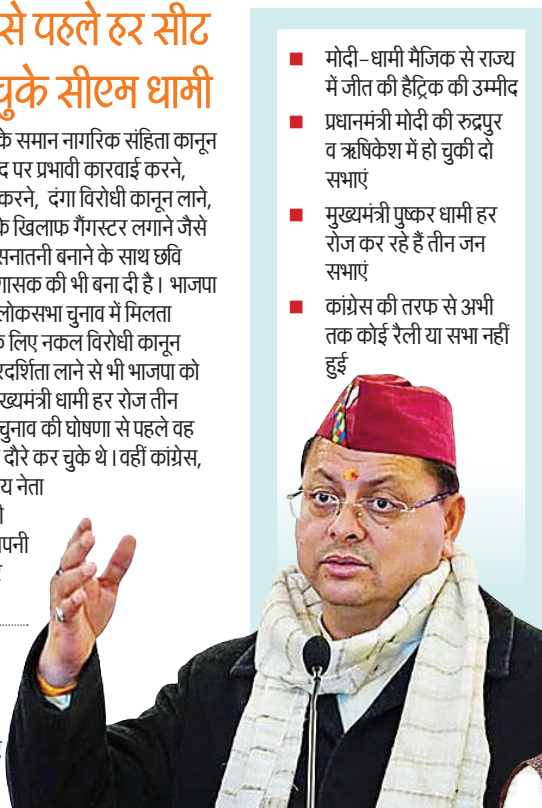 से पहले हर सीट
चुके सीएम धामी
के समान नागरिक संहिता कानून
द पर प्रभावी कारवाई करने,
करने, दंगा विरोधी कानून लाने,
के खिलाफ गैंगस्टर लगाने जैसे
सनातनी बनाने के साथ छवि
शासक की भी बना दी है। भाजपा
लोकसभा चुनाव में मिलता
लिए नकल विरोधी कानून
रदर्शिता लाने से भी भाजपा को
ख्यमंत्री धामी हर रोज तीन
चुनाव की घोषणा से पहले वह
दौरे कर चुके थे। वहीं कांग्रेस,
य नेता
पनी
मोदी-धामी मैजिक से राज्य
में जीत की हैट्रिक की उम्मीद
प्रधानमंत्री मोदी की रुद्रपुर
व ऋषिकेश में हो चुकी दो
सभाएं
मुख्यमंत्री पुष्कर धामी हर
रोज कर रहे हैं तीन जन
सभाएं
कांग्रेस की तरफ से अभी
तक कोई रैली या सभा नहीं
हुई